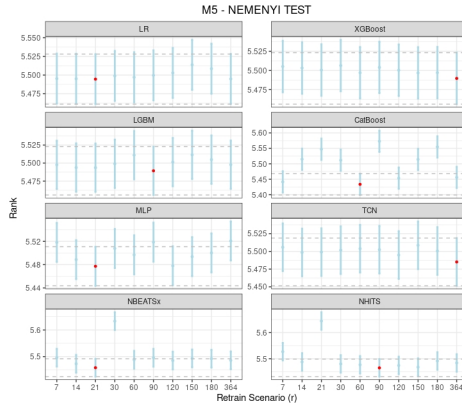 M5 - NEMENYI TEST
LR
XGBoost
5.550
5.525
5.500
5.475
5.525
5.500
5.475
LGBM
CatBoost
5.525
5.500
5.475
5.60
5.55
5.50
5.45
5.40
MLP
TCN
5.52
5.48
5.44
5.525
5.500
5.475
5.450
NBEATSx
NHITS
5.6
5.5
5.6
5.5
7 14 21 30 60 90 120 150 180 364
7 14 21 30 60 90 120 150 180 364
Rank
Retrain Scenario (r)